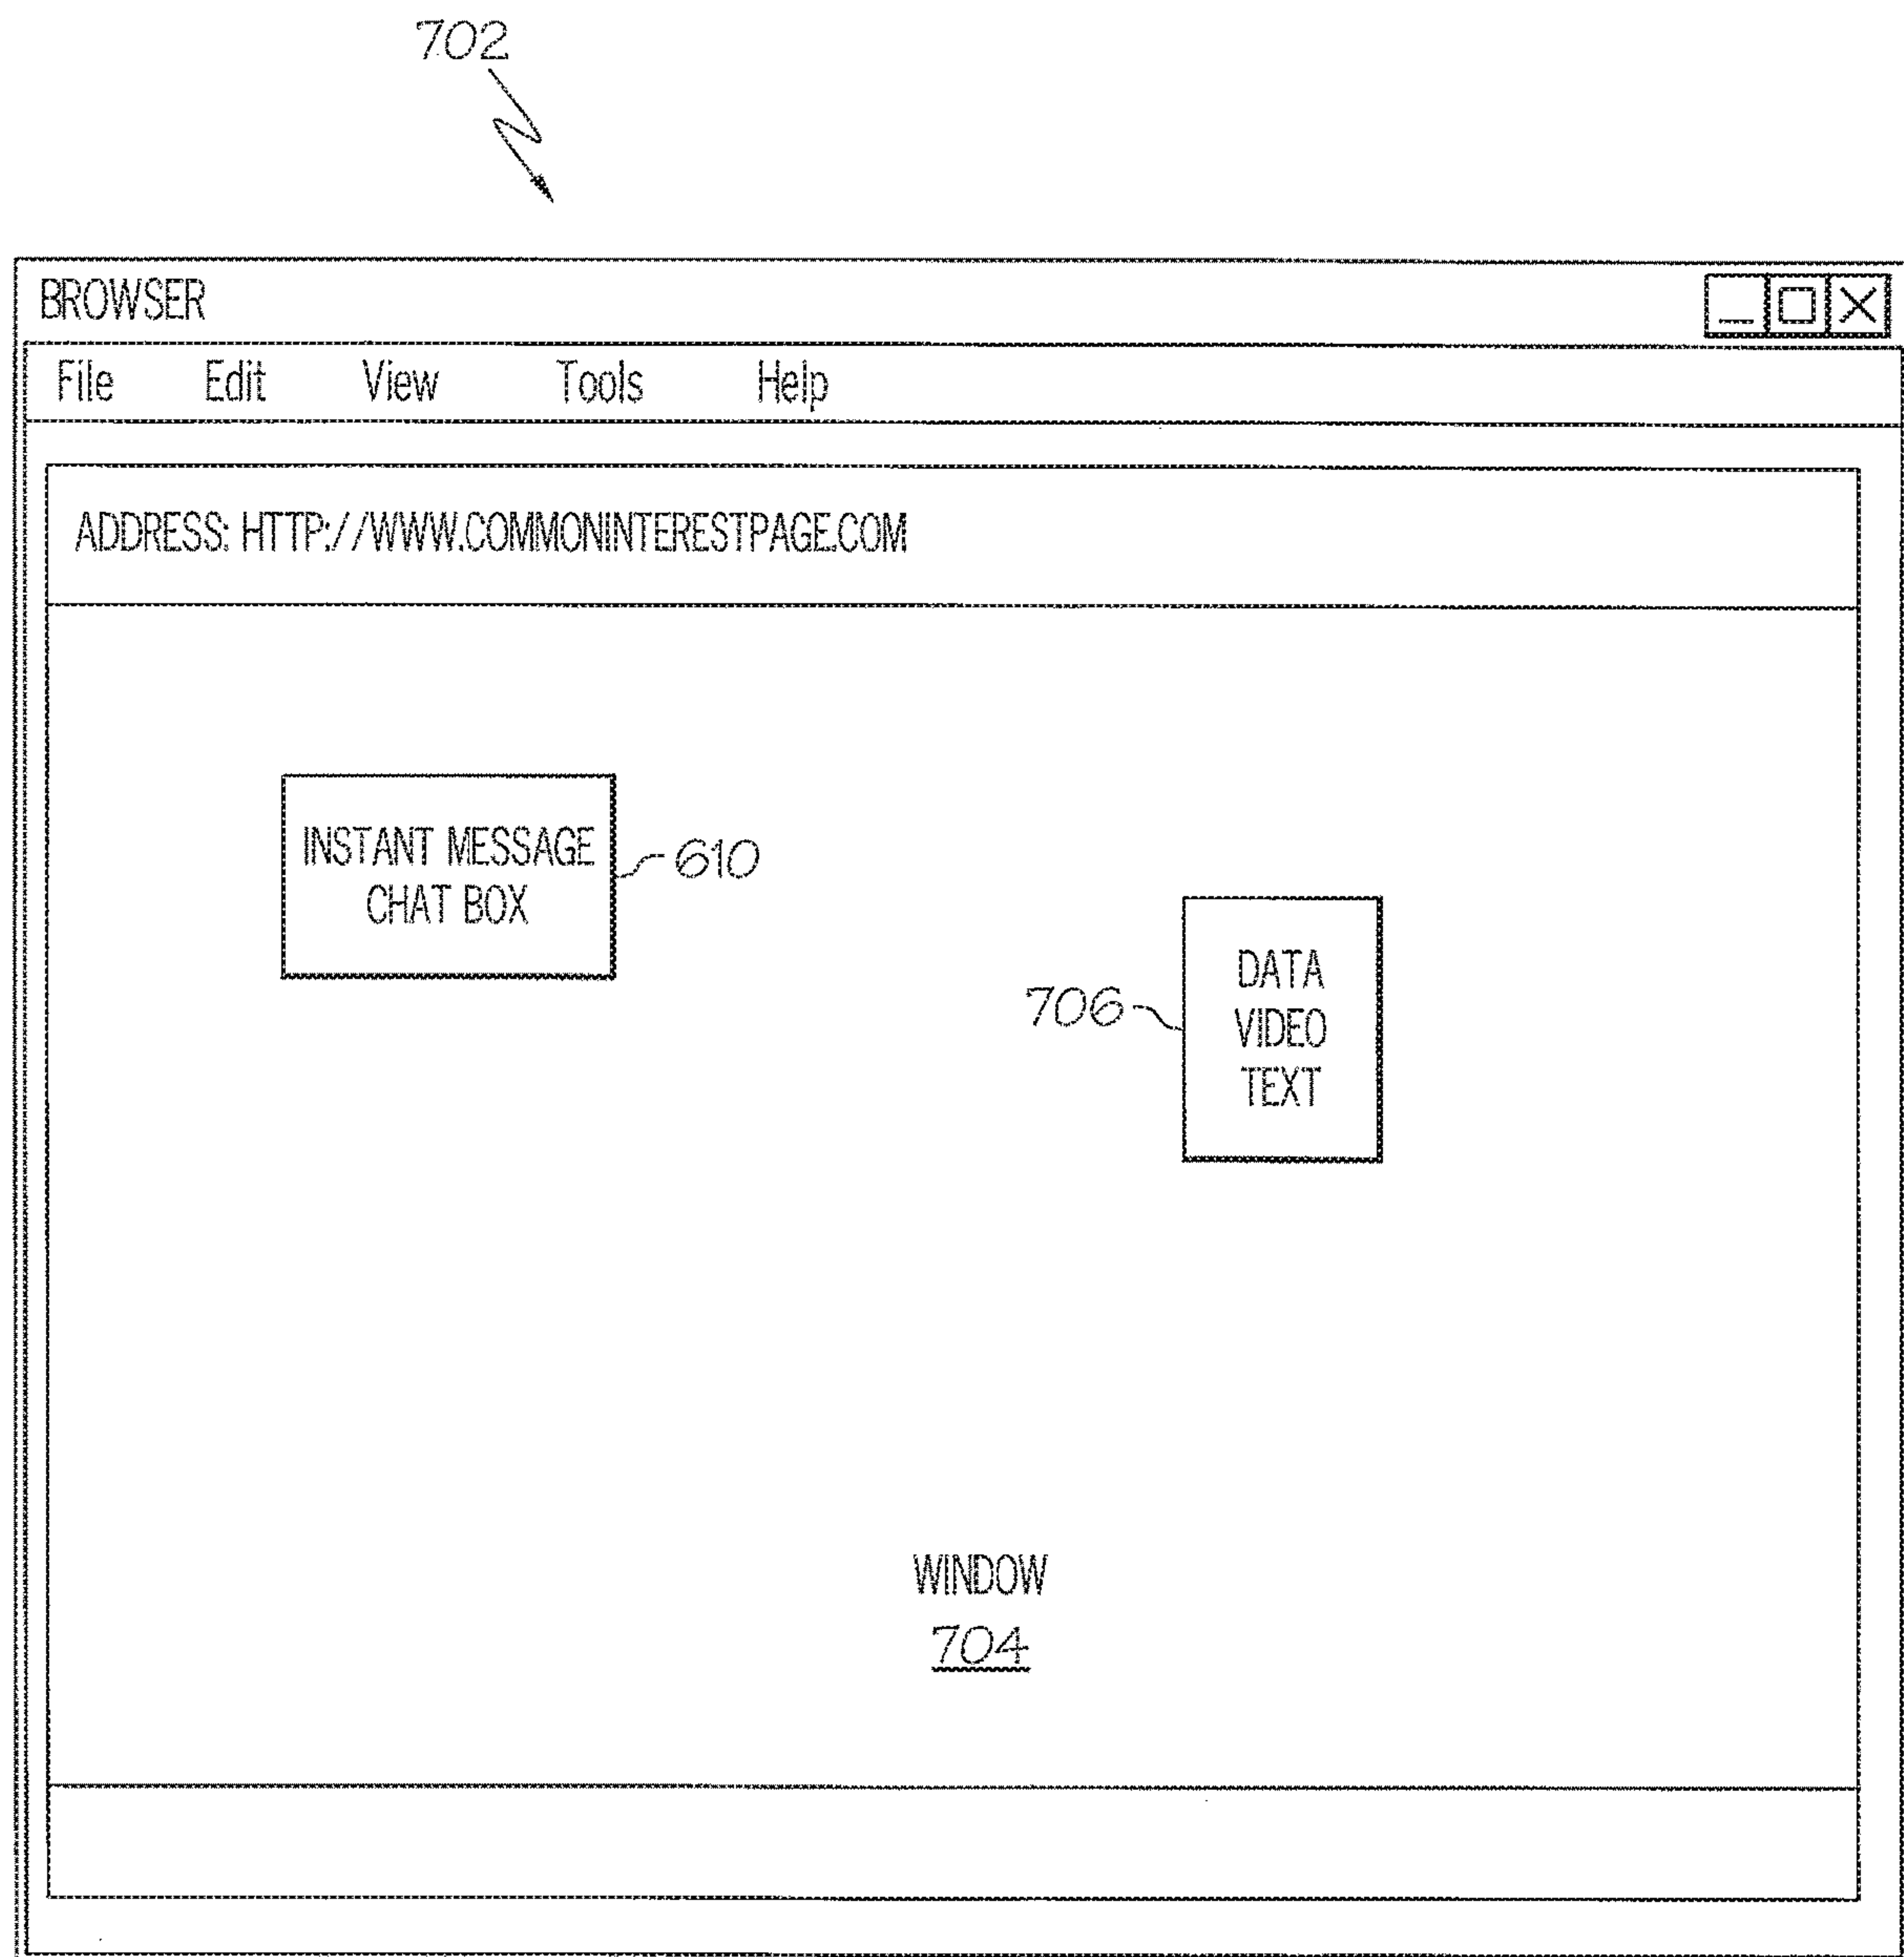 702
BROWSER
File Edit View Tools Help
ADDRESS: HTTP://WWW.COMMONINTERESTPAGE.COM
INSTANT MESSAGE
CHAT BOX
610
706
DATA
VIDEO
TEXT
WINDOW
704